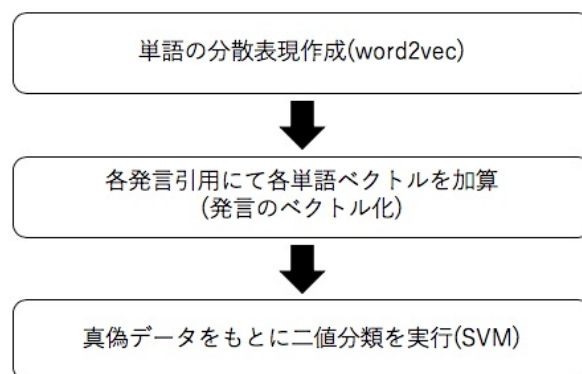 単語の分散表現作成(word2vec)
各発言引用にて各単語ベクトルを加算
(発言のベクトル化)
真偽データをもとに二値分類を実行(SVM)